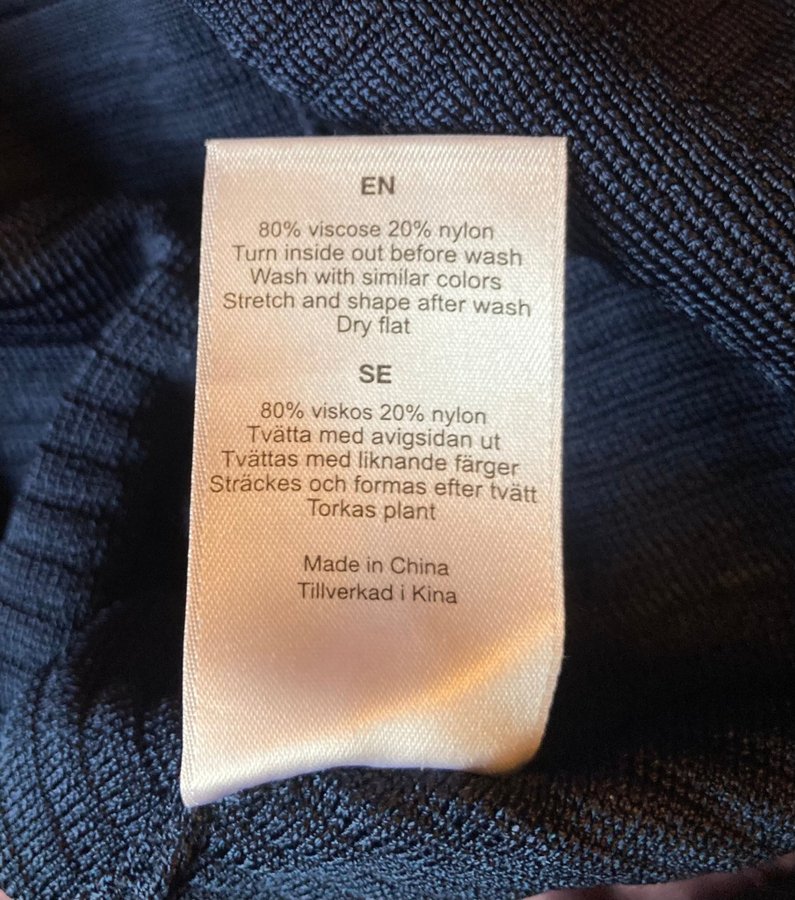 EN
80% viscose 20% nylon
Turn inside out before wash
Wash with similar colors
Stretch and shape after wash
Dry flat
SE
80% viskos 20% nylon
Tvätta med avigsidan ut
Tvättas med liknande färger
Sträckes och formas efter tvätt
Torkas plant
Made in China
Tillverkad i Kina